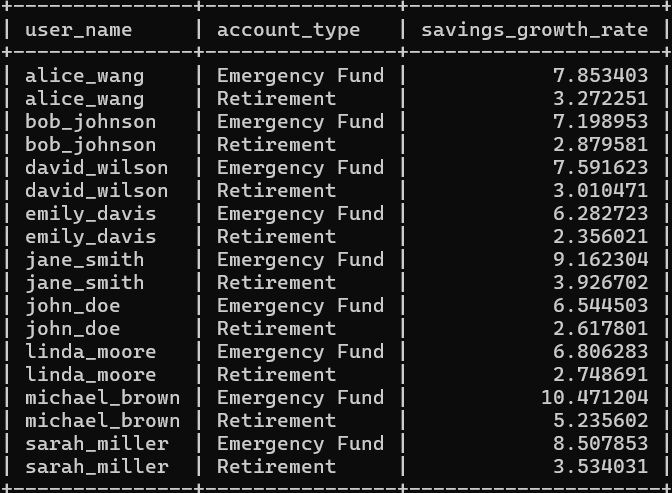 +----------------+----------------+---------------------+
| user_name      | account_type   | savings_growth_rate |
+----------------+----------------+---------------------+
| alice_wang     | Emergency Fund |            7.853403 |
| alice_wang     | Retirement     |            3.272251 |
| bob_johnson    | Emergency Fund |            7.198953 |
| bob_johnson    | Retirement     |            2.879581 |
| david_wilson   | Emergency Fund |            7.591623 |
| david_wilson   | Retirement     |            3.010471 |
| emily_davis    | Emergency Fund |            6.282723 |
| emily_davis    | Retirement     |            2.356021 |
| jane_smith     | Emergency Fund |            9.162304 |
| jane_smith     | Retirement     |            3.926702 |
| john_doe       | Emergency Fund |            6.544503 |
| john_doe       | Retirement     |            2.617801 |
| linda_moore    | Emergency Fund |            6.806283 |
| linda_moore    | Retirement     |            2.748691 |
| michael_brown  | Emergency Fund |           10.471204 |
| michael_brown  | Retirement     |            5.235602 |
| sarah_miller   | Emergency Fund |            8.507853 |
| sarah_miller   | Retirement     |            3.534031 |
+----------------+----------------+---------------------+